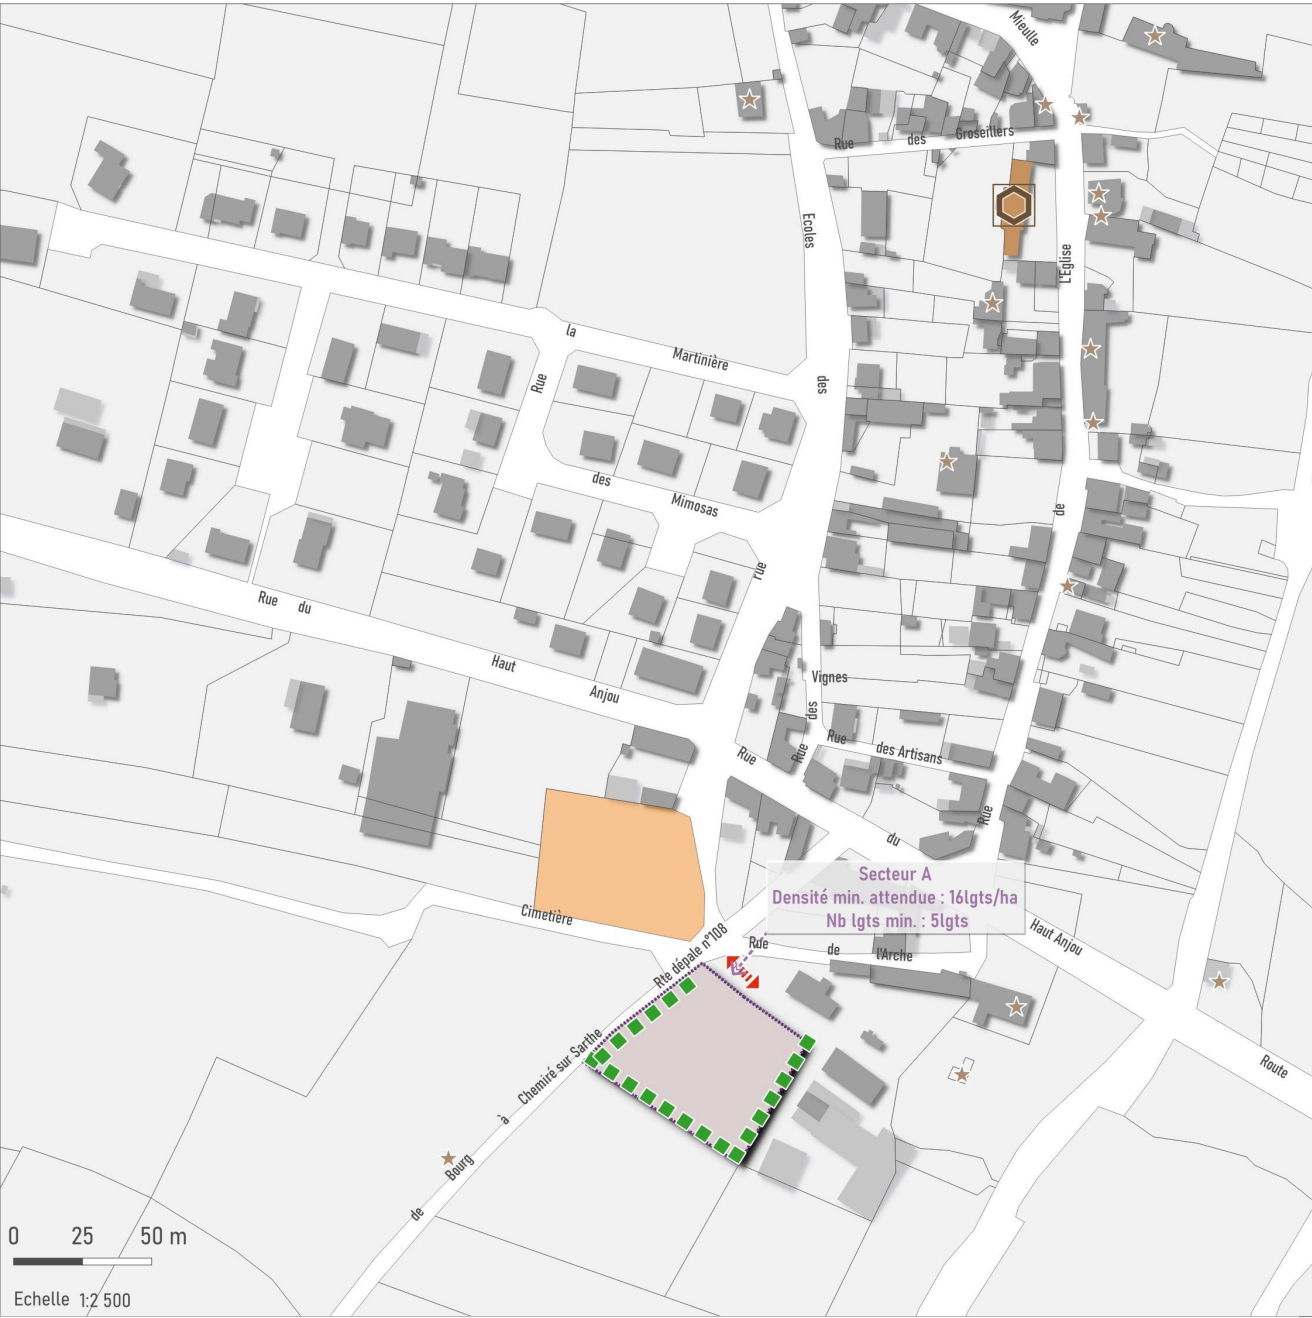 Mieulle
Rue des Groseillers
Ecoles
L'Eglise
la Martinière
des
Rue
des Mimosas
de
rue
Rue du Haut Anjou
Vignes
des
Rue
Rue des Artisans
Rue
du
Rue
Secteur A
Densité min. attendue : 16lgts/ha
Nb lgts min. : 5lgts
Cimetière
Haut Anjou
Rue de l'Arche
Rte dépale n°108
Chemiré sur Sarthe
à
Bourg
de
Route
0 25 50 m
Echelle 1:2 500